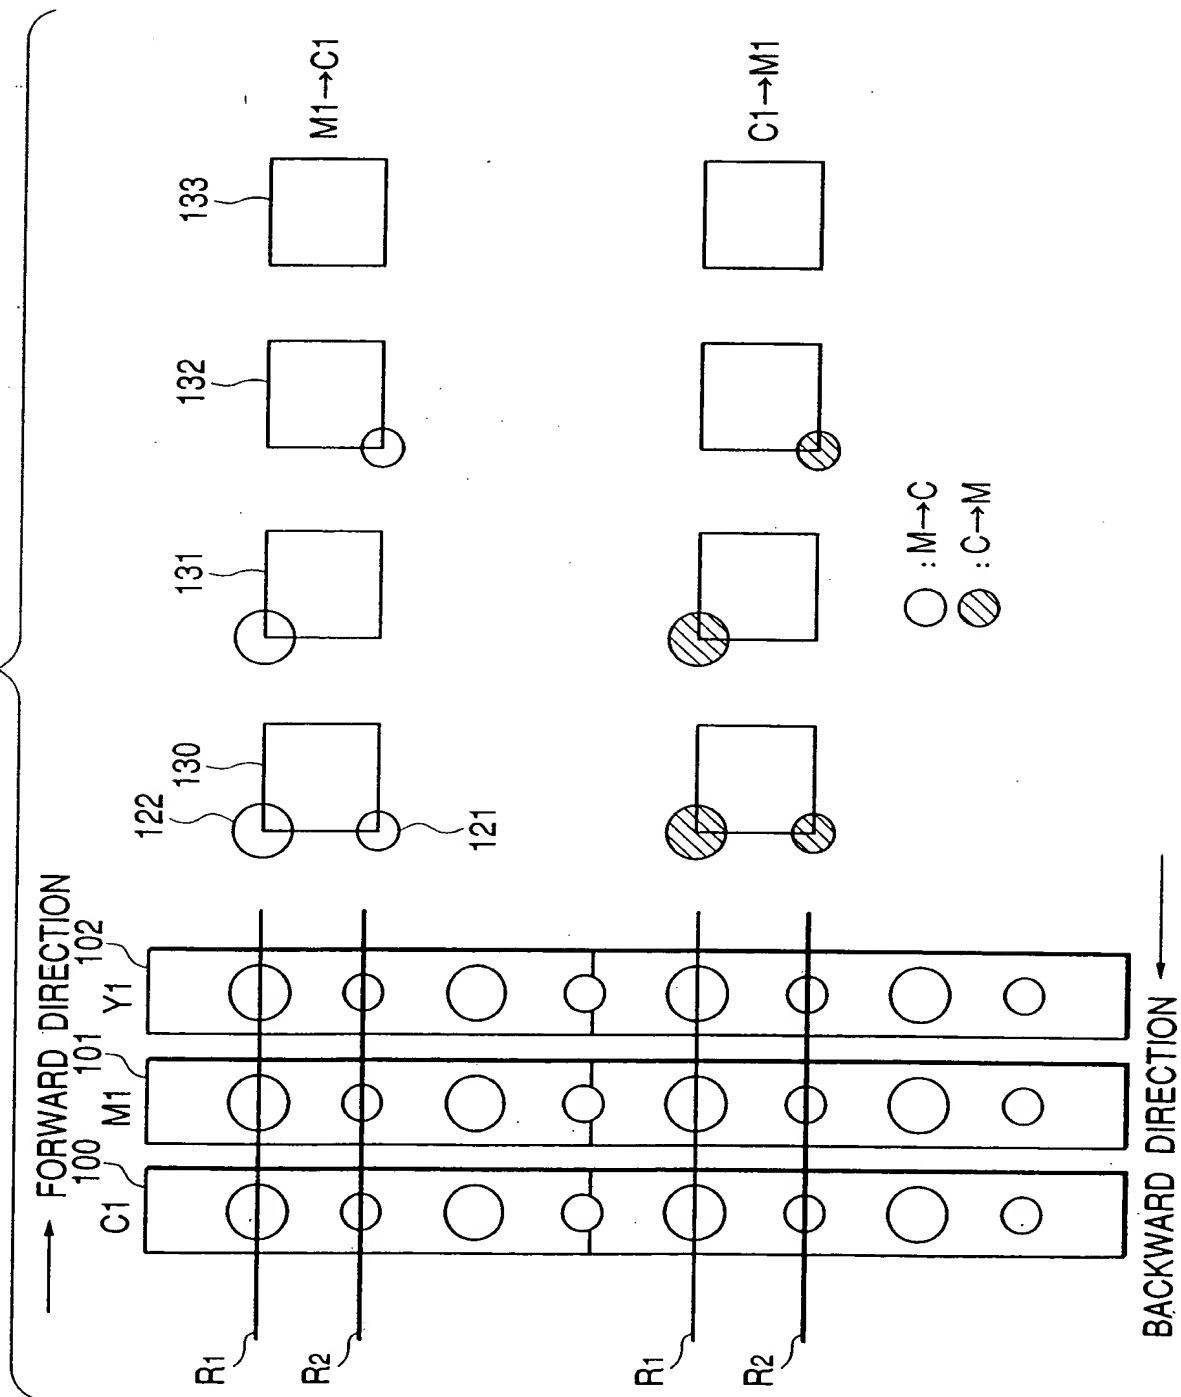 FORWARD DIRECTION
C1 100 M1 101 Y1 102
R1
R2
R1
R2
122 130 131 132 133
121
M1→C1
C1→M1
: M→C
: C→M
BACKWARD DIRECTION